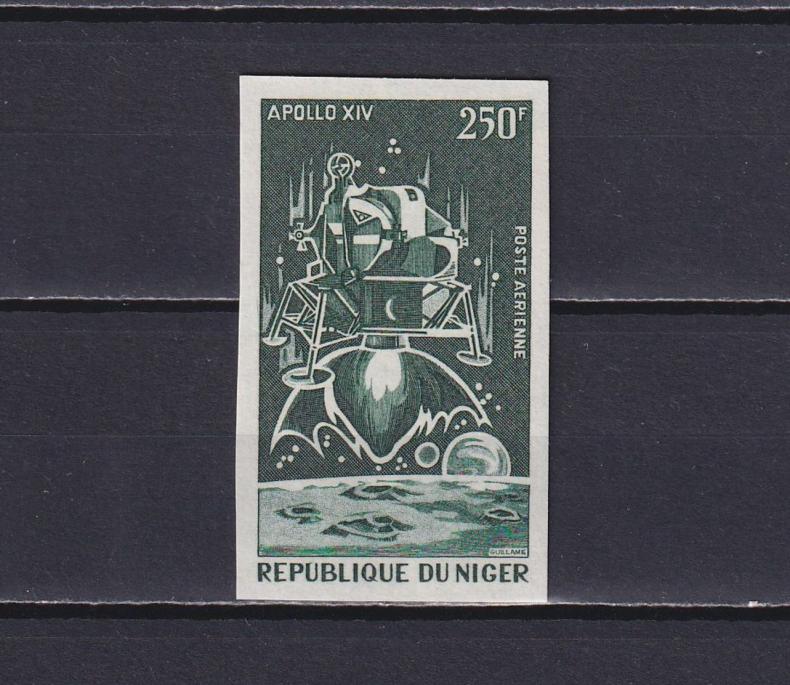 APOLLO XIV
250F
POSTE AERIENNE
GUILLAME
REPUBLIQUE DU NIGER